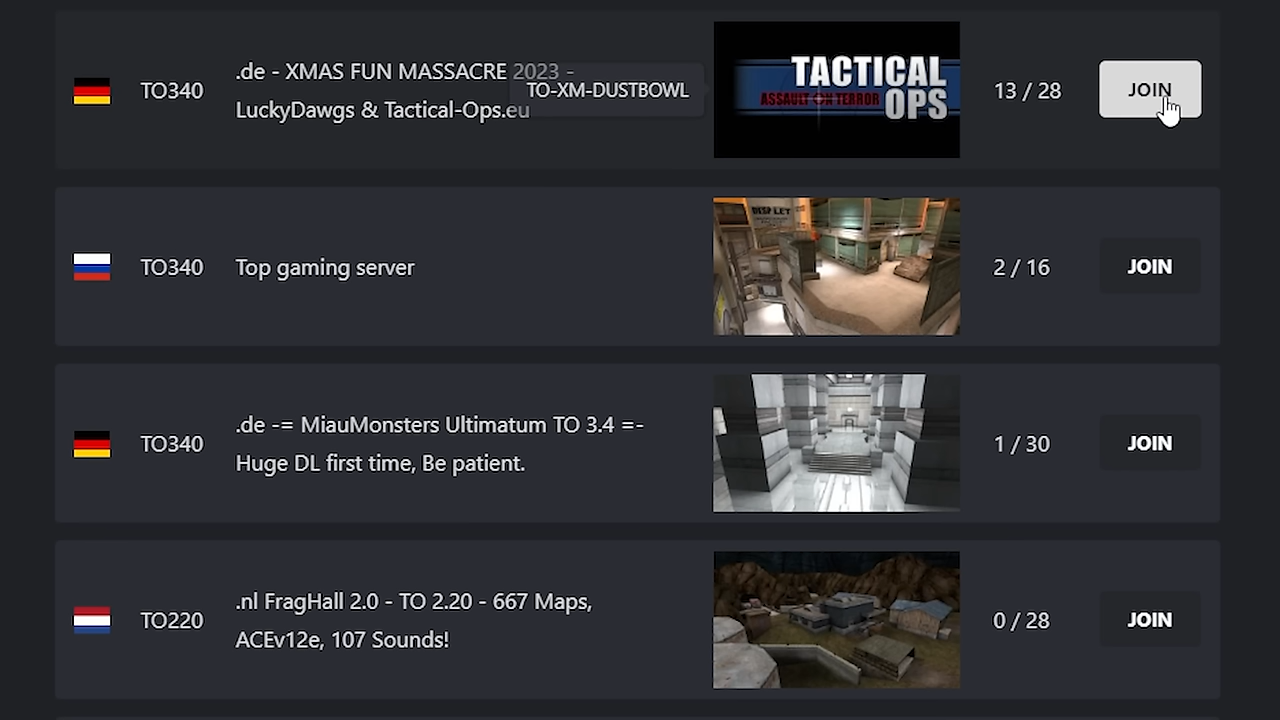 TO340
.de - XMAS FUN MASSACRE 2023 -
LuckyDawgs & Tactical-Ops.eu
TO-XM-DUSTBOWL
TACTICAL
ASSAULT ON TERROR
OPS
13 / 28
JOIN
TO340
Top gaming server
2 / 16
JOIN
TO340
.de -= MiauMonsters Ultimatum TO 3.4 =-
Huge DL first time, Be patient.
1 / 30
JOIN
TO220
.nl FragHall 2.0 - TO 2.20 - 667 Maps,
ACEv12e, 107 Sounds!
0 / 28
JOIN